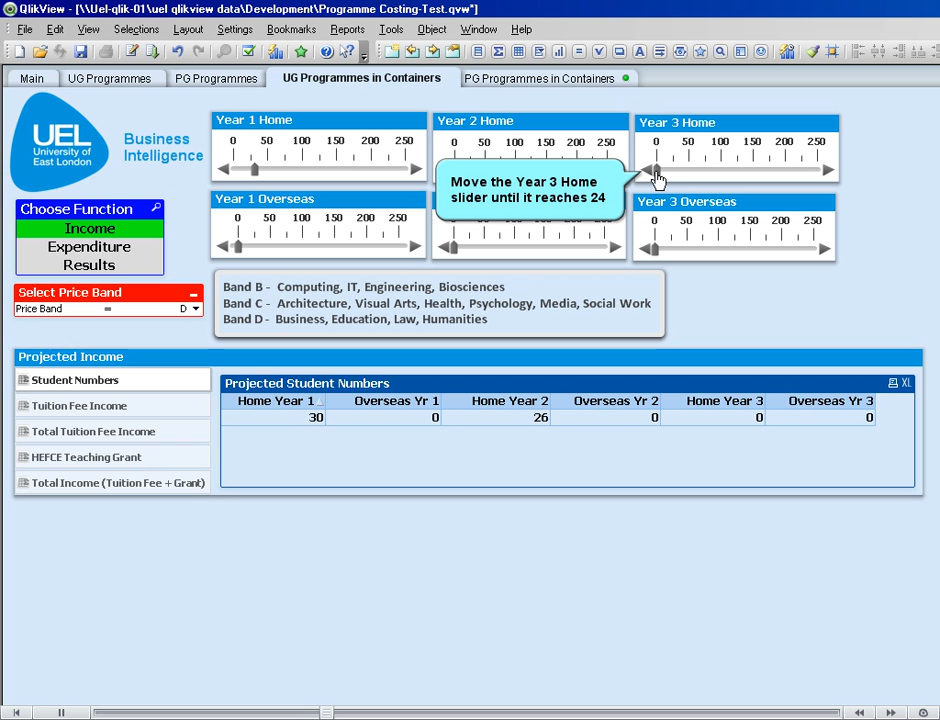 QlikView - [\\Uel-qlik-01\uel qlikview data\Development\Programme Costing-Test.qvw*]
File Edit View Selections Layout Settings Bookmarks Reports Tools Object Window Help
Main UG Programmes PG Programmes UG Programmes in Containers PG Programmes in Containers
UEL
University of
East London
Business
Intelligence
Year 1 Home
0 50 100 150 200 250
Year 2 Home
0 50 100 150 200 250
Year 3 Home
0 50 100 150 200 250
Move the Year 3 Home
slider until it reaches 24
Year 1 Overseas
0 50 100 150 200 250
Year 3 Overseas
0 50 100 150 200 250
Choose Function
Income
Expenditure
Results
Select Price Band
Price Band = D
Band B - Computing, IT, Engineering, Biosciences
Band C - Architecture, Visual Arts, Health, Psychology, Media, Social Work
Band D - Business, Education, Law, Humanities
Projected Income
Student Numbers
Tuition Fee Income
Total Tuition Fee Income
HEFCE Teaching Grant
Total Income (Tuition Fee + Grant)
Projected Student Numbers XL
Home Year 1 Overseas Yr 1 Home Year 2 Overseas Yr 2 Home Year 3 Overseas Yr 3
30 0 26 0 0 0